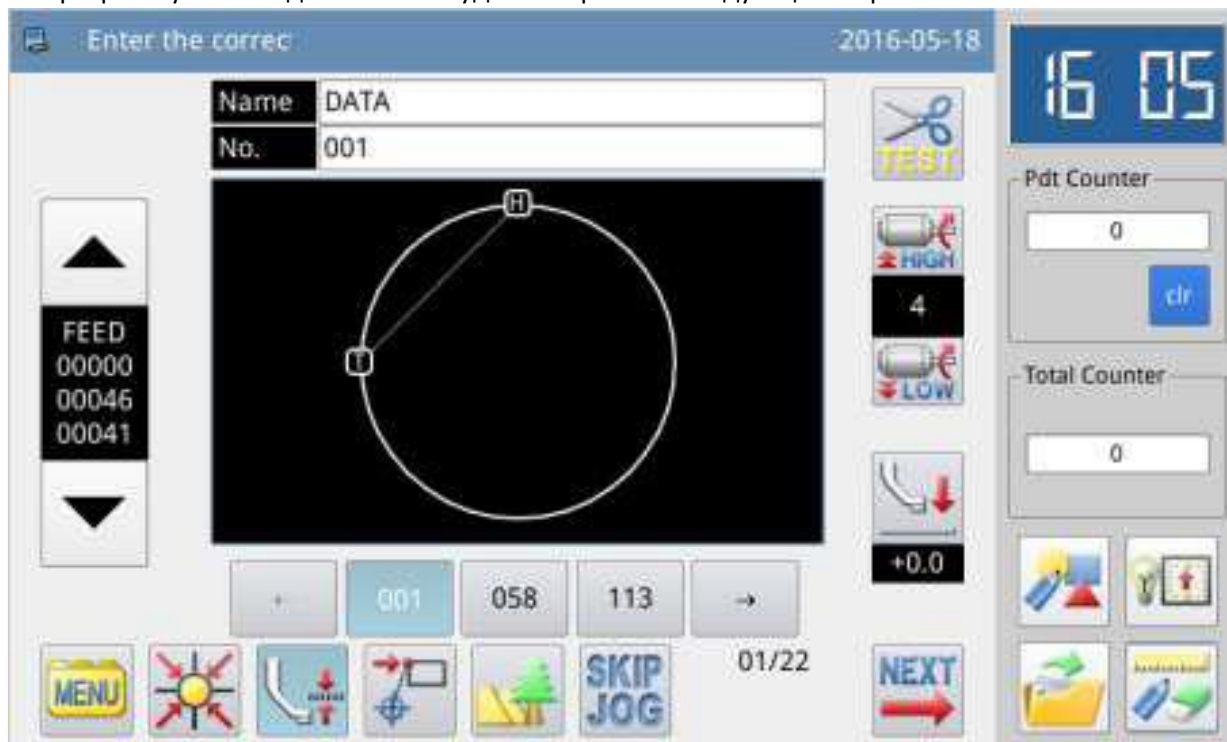 Enter the correc
2016-05-18
16 05
Name DATA
No. 001
TEST
Pdt Counter
0
clr
H
HIGH
4
LOW
FEED
00000
00046
00041
T
Total Counter
0
+0.0
← 001 058 113 →
01/22
MENU
SKIP
JOG
NEXT